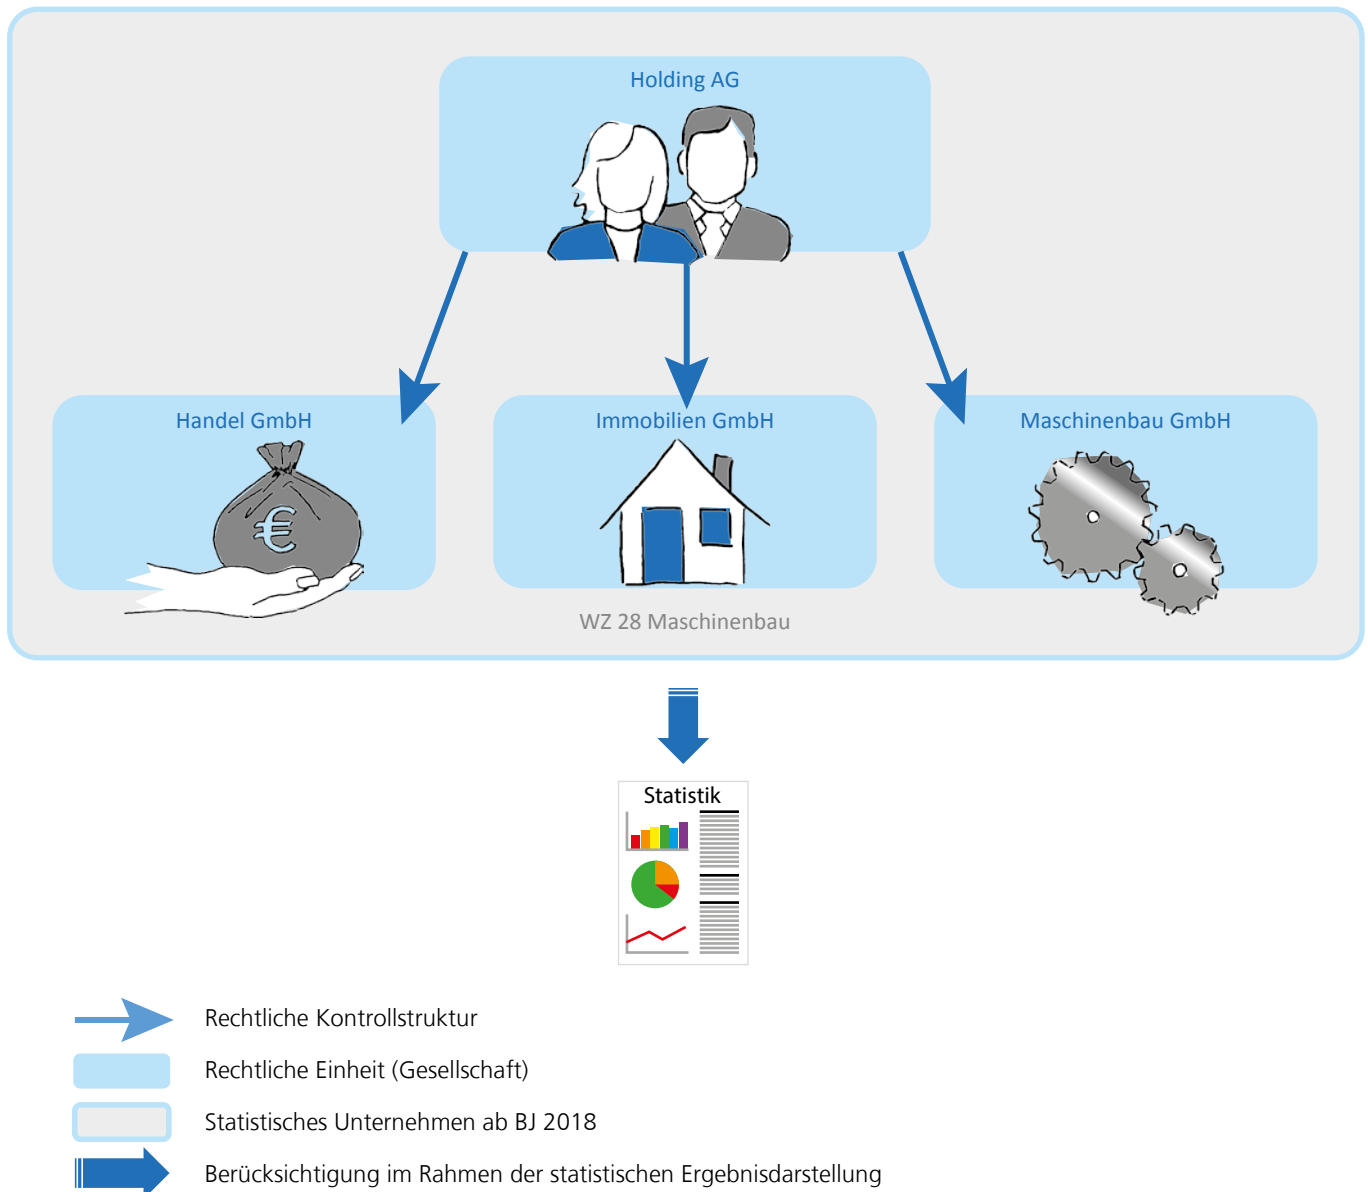 Holding AG
Handel GmbH
Immobilien GmbH
Maschinenbau GmbH
€
WZ 28 Maschinenbau
Statistik
Rechtliche Kontrollstruktur
Rechtliche Einheit (Gesellschaft)
Statistisches Unternehmen ab BJ 2018
Berücksichtigung im Rahmen der statistischen Ergebnisdarstellung